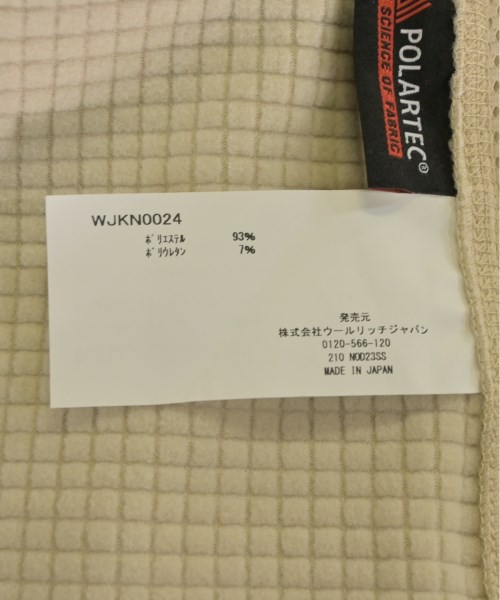 POLARTEC®
SCIENCE OF FABRIC
WJKN0024
ポリエステル 93%
ポリウレタン 7%
発売元
株式会社ウールリッチジャパン
0120-566-120
210 NOD23SS
MADE IN JAPAN